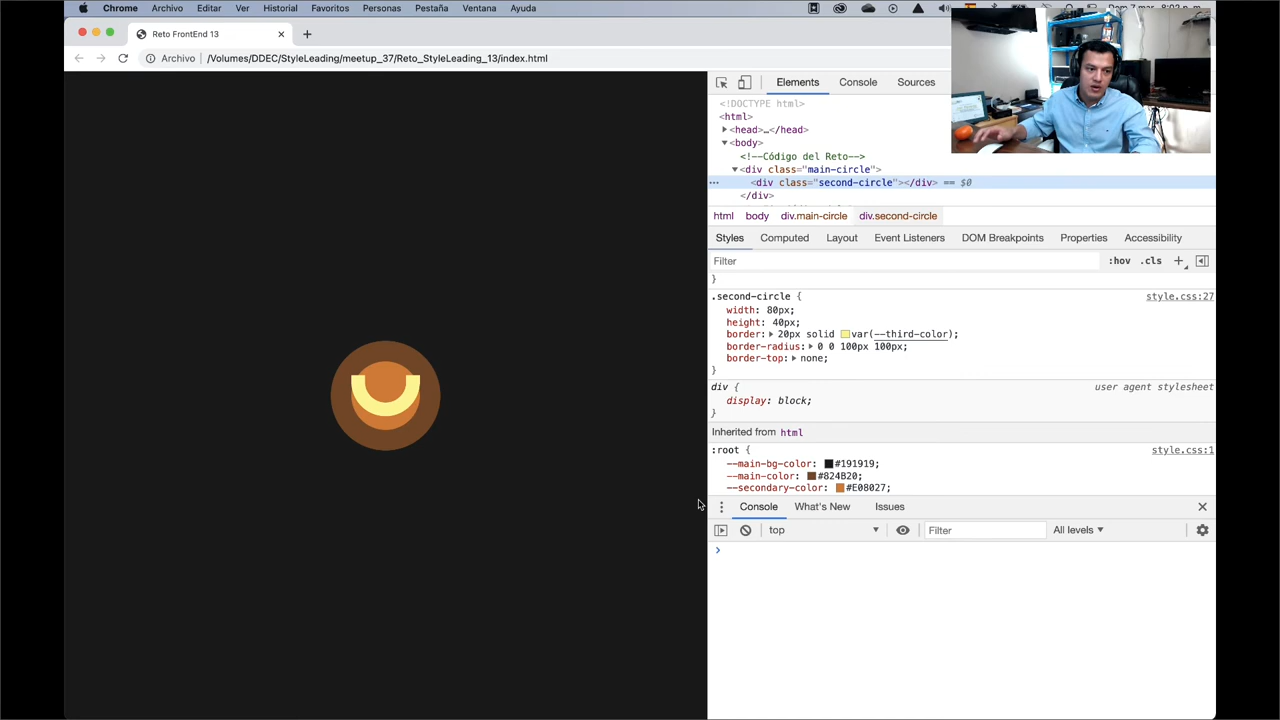 Chrome Archivo Editar Ver Historial Favoritos Personas Pestaña Ventana Ayuda
Reto FrontEnd 13
Archivo /Volumes/DDEC/StyleLeading/meetup_37/Reto_StyleLeading_13/index.html
Elements Console Sources
<!DOCTYPE html>
<html>
<head>…</head>
<body>
<!--Código del Reto-->
<div class="main-circle">
… <div class="second-circle"></div> == $0
</div>
html body div.main-circle div.second-circle
Styles Computed Layout Event Listeners DOM Breakpoints Properties Accessibility
Filter :hov .cls +
}
.second-circle { style.css:27
width: 80px;
height: 40px;
border: 20px solid var(--third-color);
border-radius: 0 0 100px 100px;
border-top: none;
}
div { user agent stylesheet
display: block;
}
Inherited from html
:root { style.css:1
--main-bg-color: #191919;
--main-color: #824B20;
--secondary-color: #E08027;
Console What's New Issues
top Filter All levels